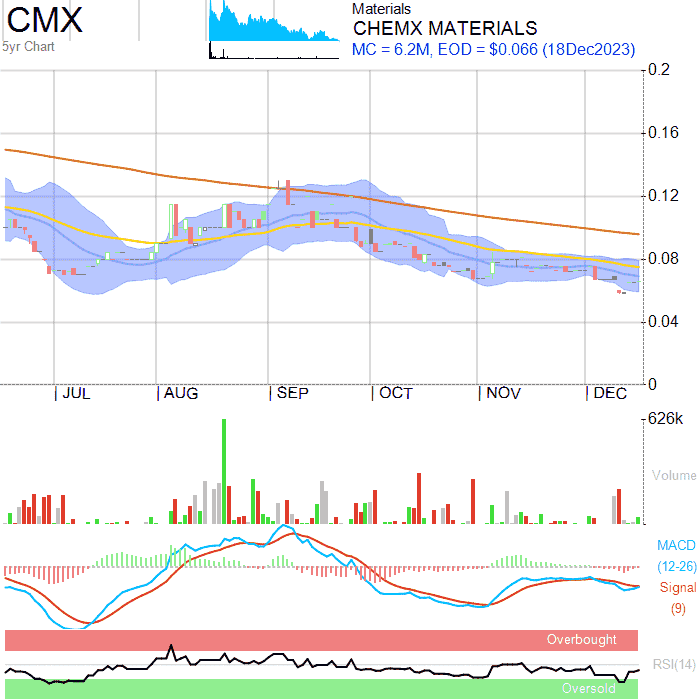 CMX
5yr Chart
Materials
CHEMX MATERIALS
MC = 6.2M, EOD = $0.066 (18Dec2023)
0.2
0.16
0.12
0.08
0.04
0
JUL AUG SEP OCT NOV DEC
626k
Volume
MACD
(12-26)
Signal
(9)
Overbought
RSI(14)
Oversold